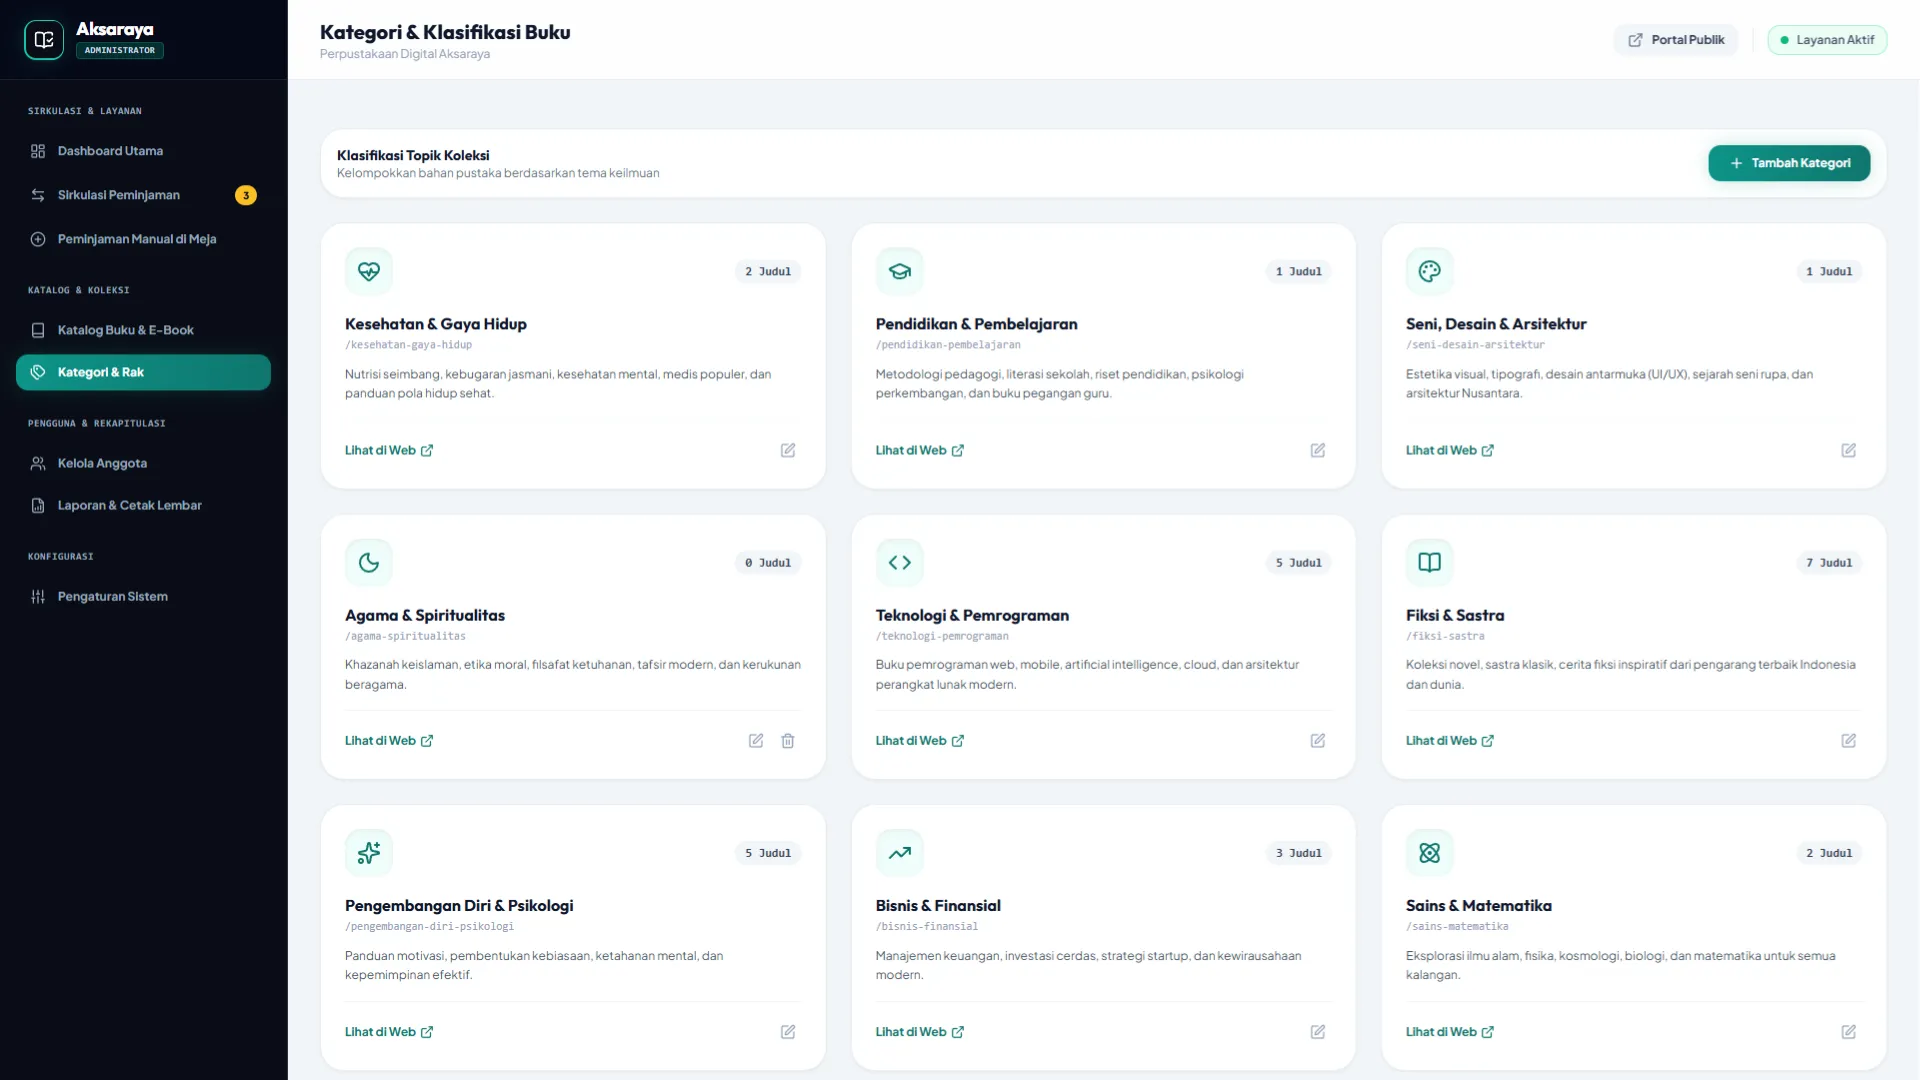 Aksaraya
ADMINISTRATOR
SIRKULASI & LAYANAN
Dashboard Utama
Sirkulasi Peminjaman
3
Peminjaman Manual di Meja
KATALOG & KOLEKSI
Katalog Buku & E-Book
Kategori & Rak
PENGGUNA & REKAPITULASI
Kelola Anggota
Laporan & Cetak Lembar
KONFIGURASI
Pengaturan Sistem
Kategori & Klasifikasi Buku
Perpustakaan Digital Aksaraya
Portal Publik
Layanan Aktif
Klasifikasi Topik Koleksi
Kelompokkan bahan pustaka berdasarkan tema keilmuan
Tambah Kategori
2 Judul
Kesehatan & Gaya Hidup
/kesehatan-gaya-hidup
Nutrisi seimbang, kebugaran jasmani, kesehatan mental, medis populer, dan
panduan pola hidup sehat.
Lihat di Web
1 Judul
Pendidikan & Pembelajaran
/pendidikan-pembelajaran
Metodologi pedagogi, literasi sekolah, riset pendidikan, psikologi
perkembangan, dan buku pegangan guru.
Lihat di Web
1 Judul
Seni, Desain & Arsitektur
/seni-desain-arsitektur
Estetika visual, tipografi, desain antarmuka (UI/UX), sejarah seni rupa, dan
arsitektur Nusantara.
Lihat di Web
0 Judul
Agama & Spiritualitas
/agama-spiritualitas
Khazanah keislaman, etika moral, filsafat ketuhanan, tafsir modern, dan kerukunan
beragama.
Lihat di Web
5 Judul
Teknologi & Pemrograman
/teknologi-pemrograman
Buku pemrograman web, mobile, artificial intelligence, cloud, dan arsitektur
perangkat lunak modern.
Lihat di Web
7 Judul
Fiksi & Sastra
/fiksi-sastra
Koleksi novel, sastra klasik, cerita fiksi inspiratif dari pengarang terbaik Indonesia
dan dunia.
Lihat di Web
5 Judul
Pengembangan Diri & Psikologi
/pengembangan-diri-psikologi
Panduan motivasi, pembentukan kebiasaan, ketahanan mental, dan
kepemimpinan efektif.
Lihat di Web
3 Judul
Bisnis & Finansial
/bisnis-finansial
Manajemen keuangan, investasi cerdas, strategi startup, dan kewirausahaan
modern.
Lihat di Web
2 Judul
Sains & Matematika
/sains-matematika
Eksplorasi ilmu alam, fisika, kosmologi, biologi, dan matematika untuk semua
kalangan.
Lihat di Web